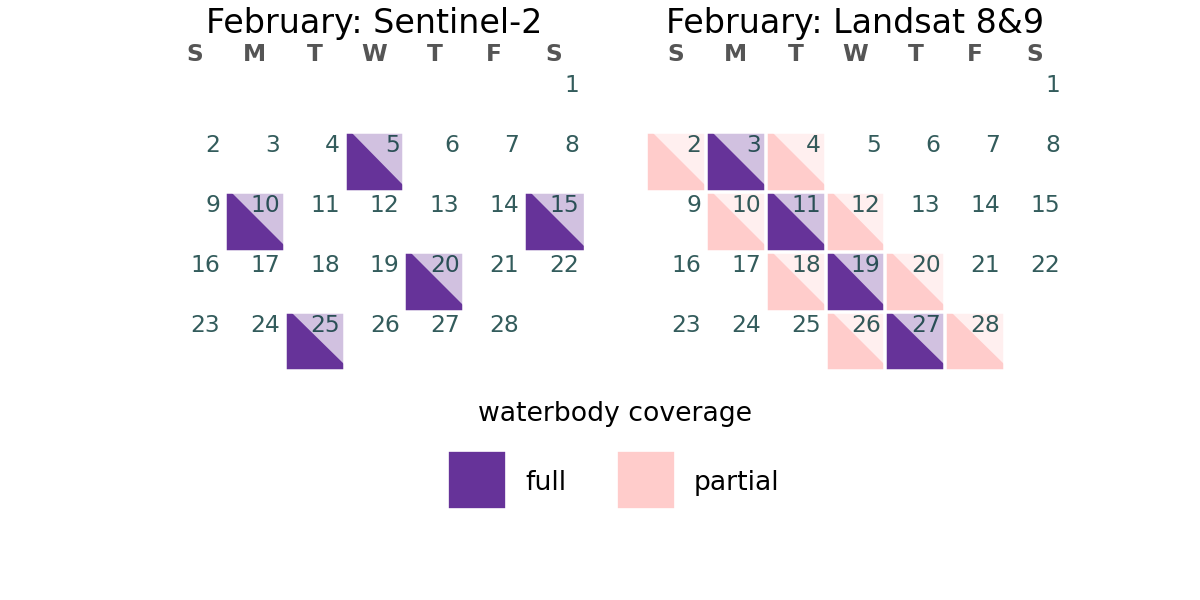 February: Sentinel-2
S M T W T F S
1
2 3 4 5 6 7 8
9 10 11 12 13 14 15
16 17 18 19 20 21 22
23 24 25 26 27 28
February: Landsat 8&9
S M T W T F S
1
2 3 4 5 6 7 8
9 10 11 12 13 14 15
16 17 18 19 20 21 22
23 24 25 26 27 28
waterbody coverage
full partial